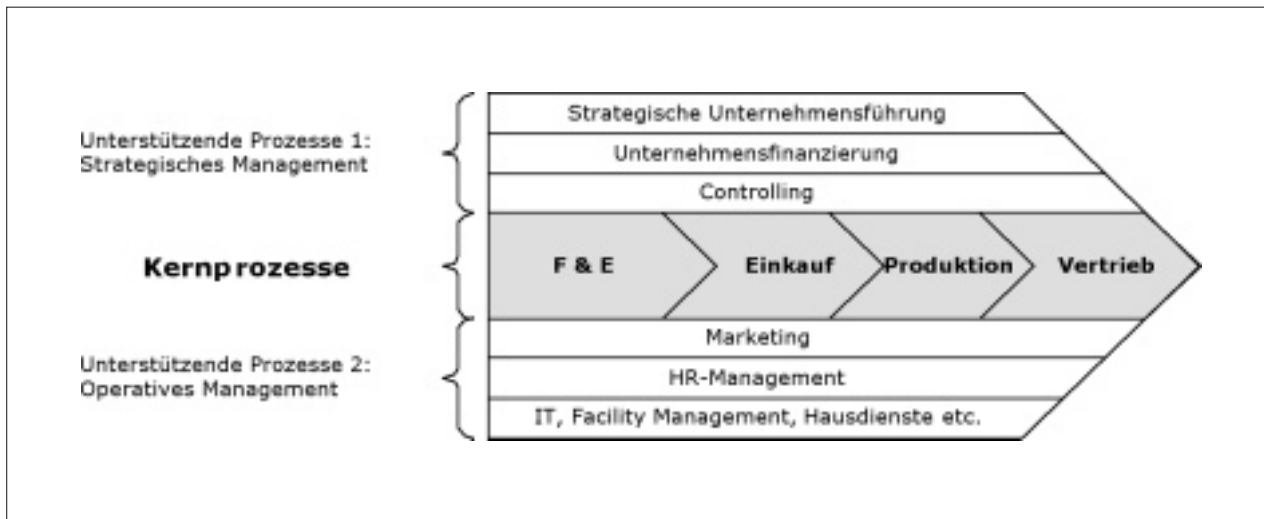 Unterstützende Prozesse 1:
Strategisches Management
Strategische Unternehmensführung
Unternehmensfinanzierung
Controlling
Kernprozesse
F & E
Einkauf
Produktion
Vertrieb
Unterstützende Prozesse 2:
Operatives Management
Marketing
HR-Management
IT, Facility Management, Hausdienste etc.